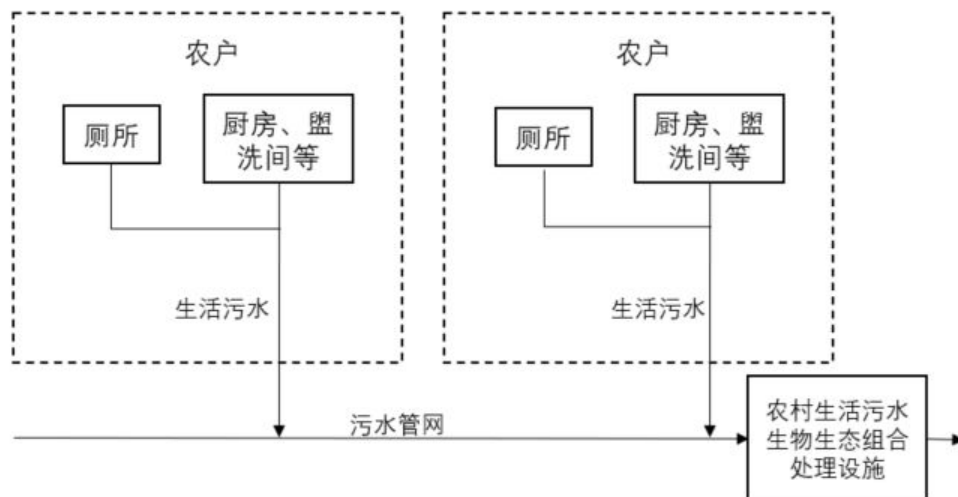 农户
厕所
厨房、盥
洗间等
生活污水
农户
厕所
厨房、盥
洗间等
生活污水
污水管网
农村生活污水
生物生态组合
处理设施